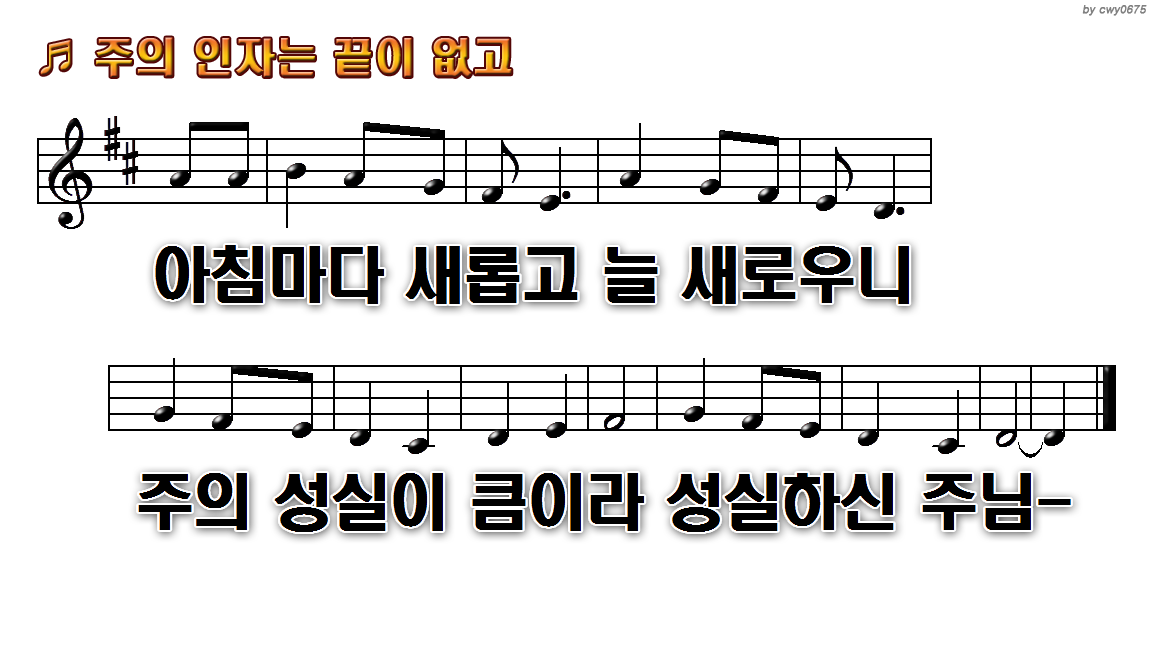 by cwy0675
♬ 주의 인자는 끝이 없고
아침마다 새롭고 늘 새로우니
주의 성실이 큼이라 성실하신 주님-